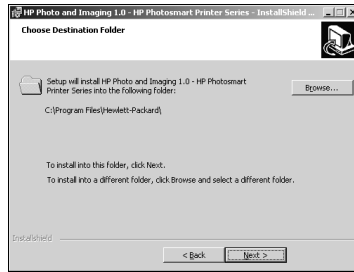 HP Photo and Imaging 1.0 - HP Photosmart Printer Series - InstallShield ...
Choose Destination Folder
Setup will install HP Photo and Imaging 1.0 - HP Photosmart
Printer Series into the following folder:
Browse...
C:\Program Files\Hewlett-Packard\
To install into this folder, click Next.
To install into a different folder, click Browse and select a different folder.
InstallShield
< Back
Next >